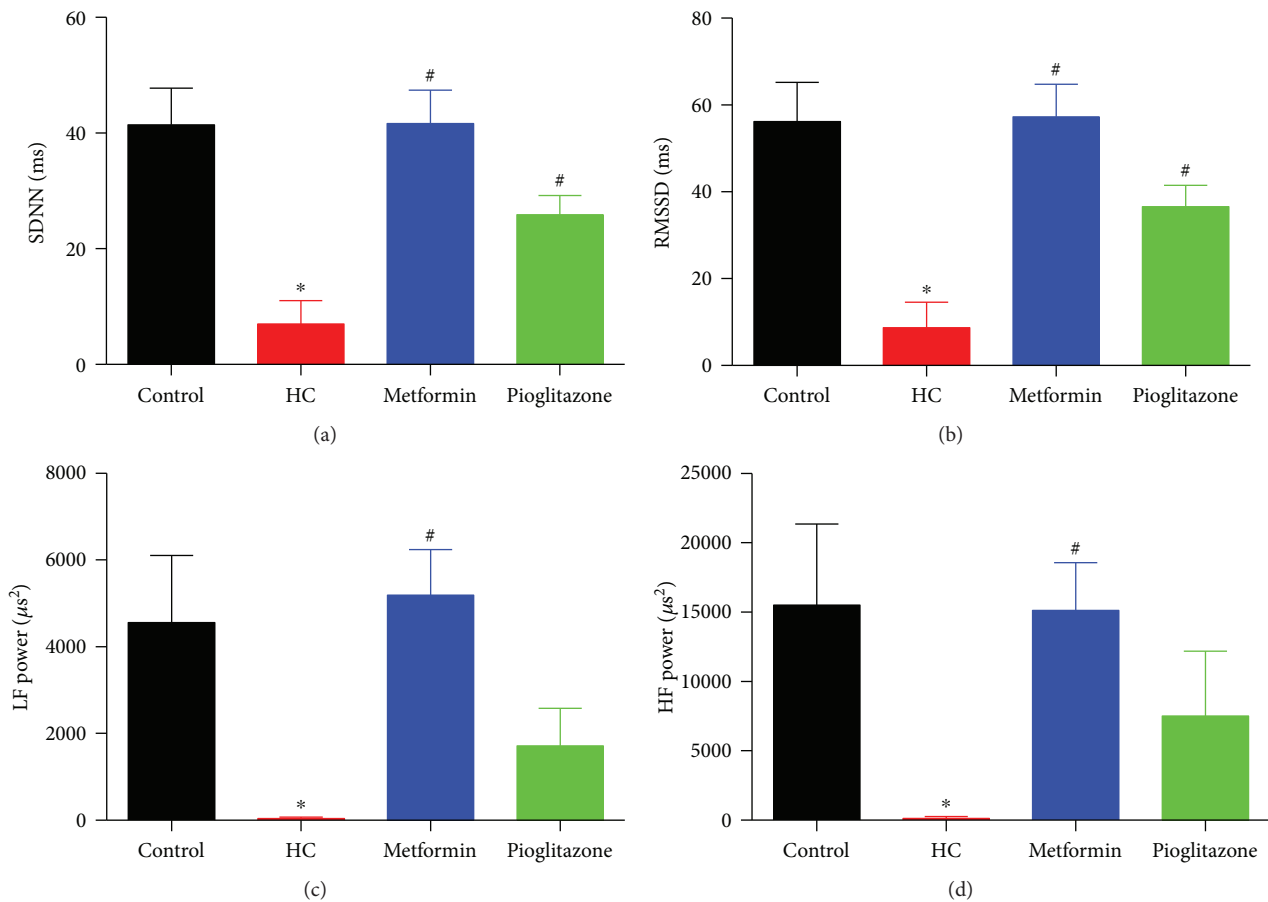 60
40
20
0
SDNN (ms)
*
#
#
Control HC Metformin Pioglitazone
(a)
80
60
40
20
0
RMSSD (ms)
*
#
#
Control HC Metformin Pioglitazone
(b)
8000
6000
4000
2000
0
LF power (μs²)
*
#
Control HC Metformin Pioglitazone
(c)
25000
20000
15000
10000
5000
0
HF power (μs²)
*
#
Control HC Metformin Pioglitazone
(d)